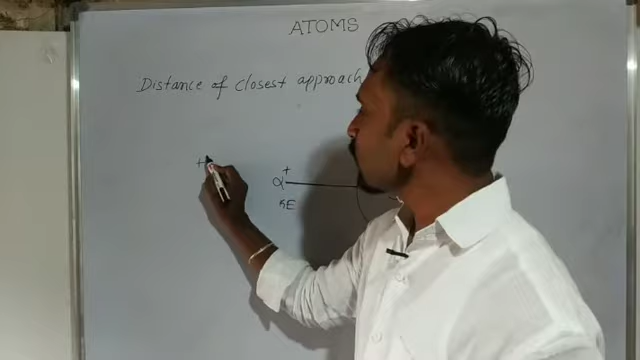 ATOMS
Distance of closest approach
+
+
α
KE